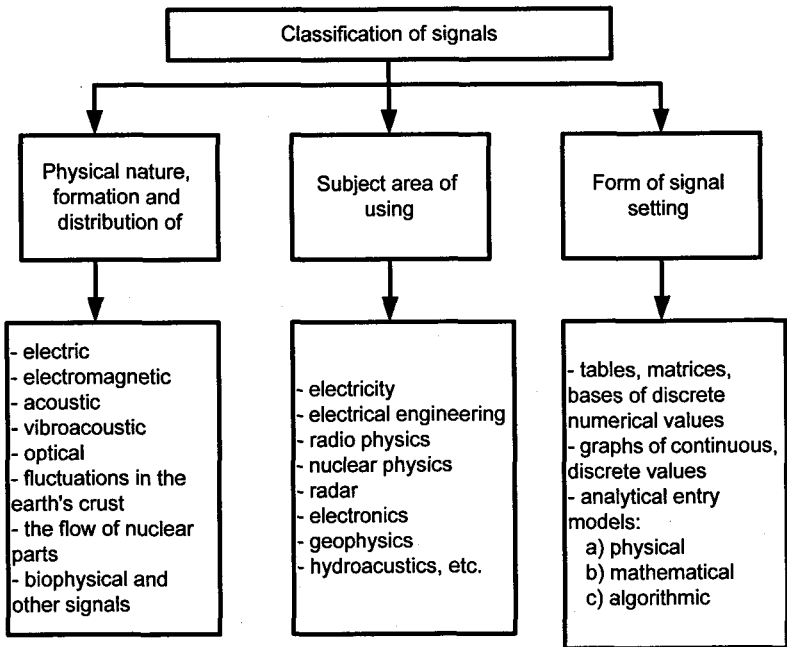 Classification of signals
Physical nature,
formation and
distribution of
Subject area of
using
Form of signal
setting
- electric
- electromagnetic
- acoustic
- vibroacoustic
- optical
- fluctuations in the
earth's crust
- the flow of nuclear
parts
- biophysical and
other signals
- electricity
- electrical engineering
- radio physics
- nuclear physics
- radar
- electronics
- geophysics
- hydroacustics, etc.
- tables, matrices,
bases of discrete
numerical values
- graphs of continuous,
discrete values
- analytical entry
models:
a) physical
b) mathematical
c) algorithmic